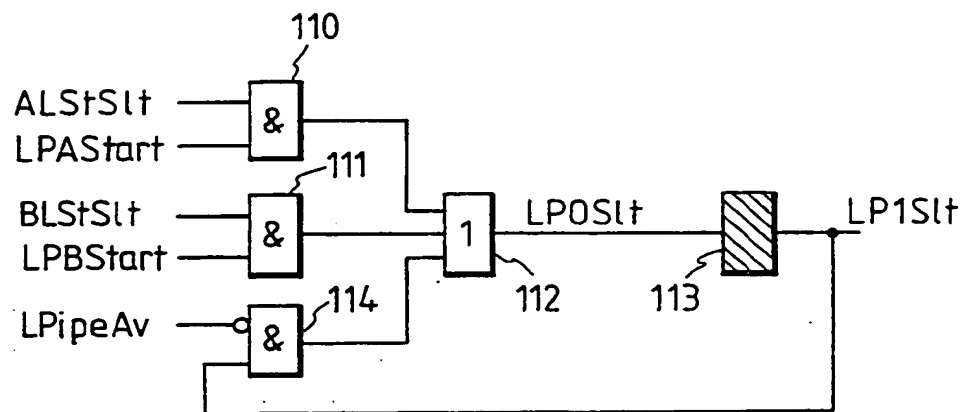 110
ALStSlt
&
LPAStart
111
BLStSlt
&
LPBStart
1
LP0Slt
LP1Slt
112
113
114
LPipeAv
&